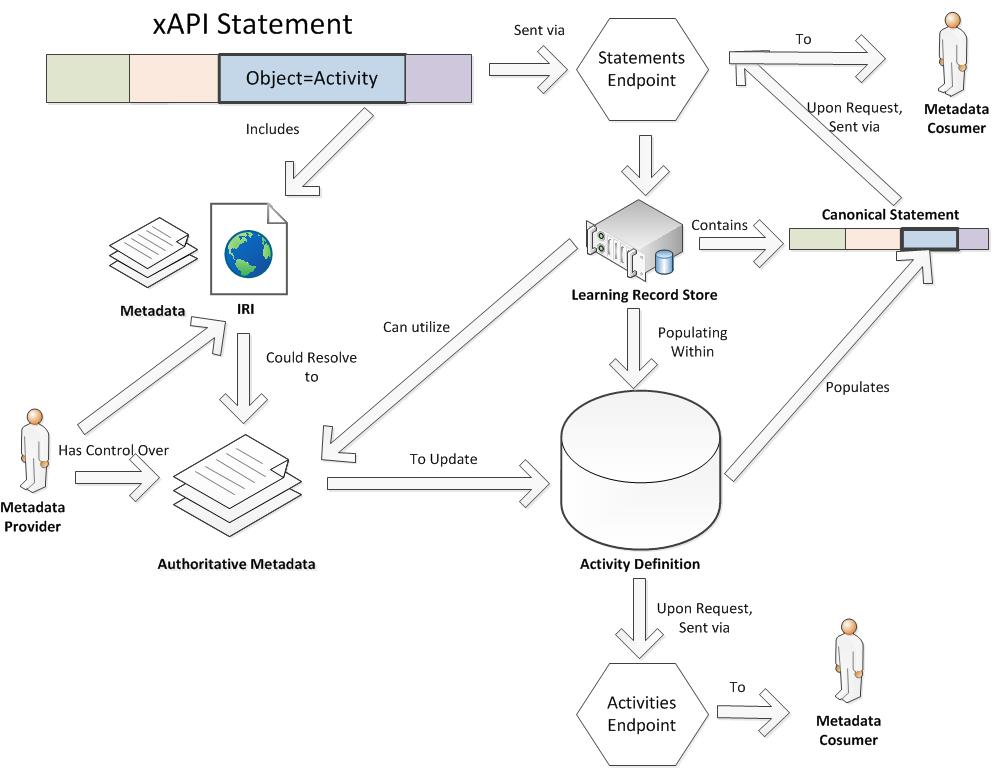 xAPI Statement
Object=Activity
Sent via
Statements
Endpoint
To
Metadata
Cosumer
Includes
Upon Request,
Sent via
Metadata
IRI
Learning Record Store
Contains
Canonical Statement
Could Resolve
to
Can utilize
Populating
Within
Populates
Metadata
Provider
Has Control Over
Authoritative Metadata
To Update
Activity Definition
Upon Request,
Sent via
Activities
Endpoint
To
Metadata
Cosumer